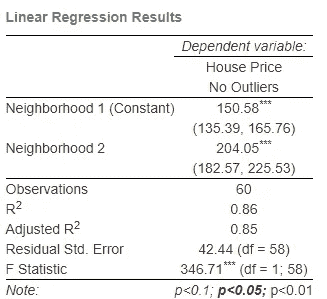 Linear Regression Results
Dependent variable:
House Price
No Outliers
Neighborhood 1 (Constant) 150.58***
(135.39, 165.76)
Neighborhood 2 204.05***
(182.57, 225.53)
Observations 60
R2 0.86
Adjusted R2 0.85
Residual Std. Error 42.44 (df = 58)
F Statistic 346.71*** (df = 1; 58)
Note: p<0.1; p<0.05; p<0.01